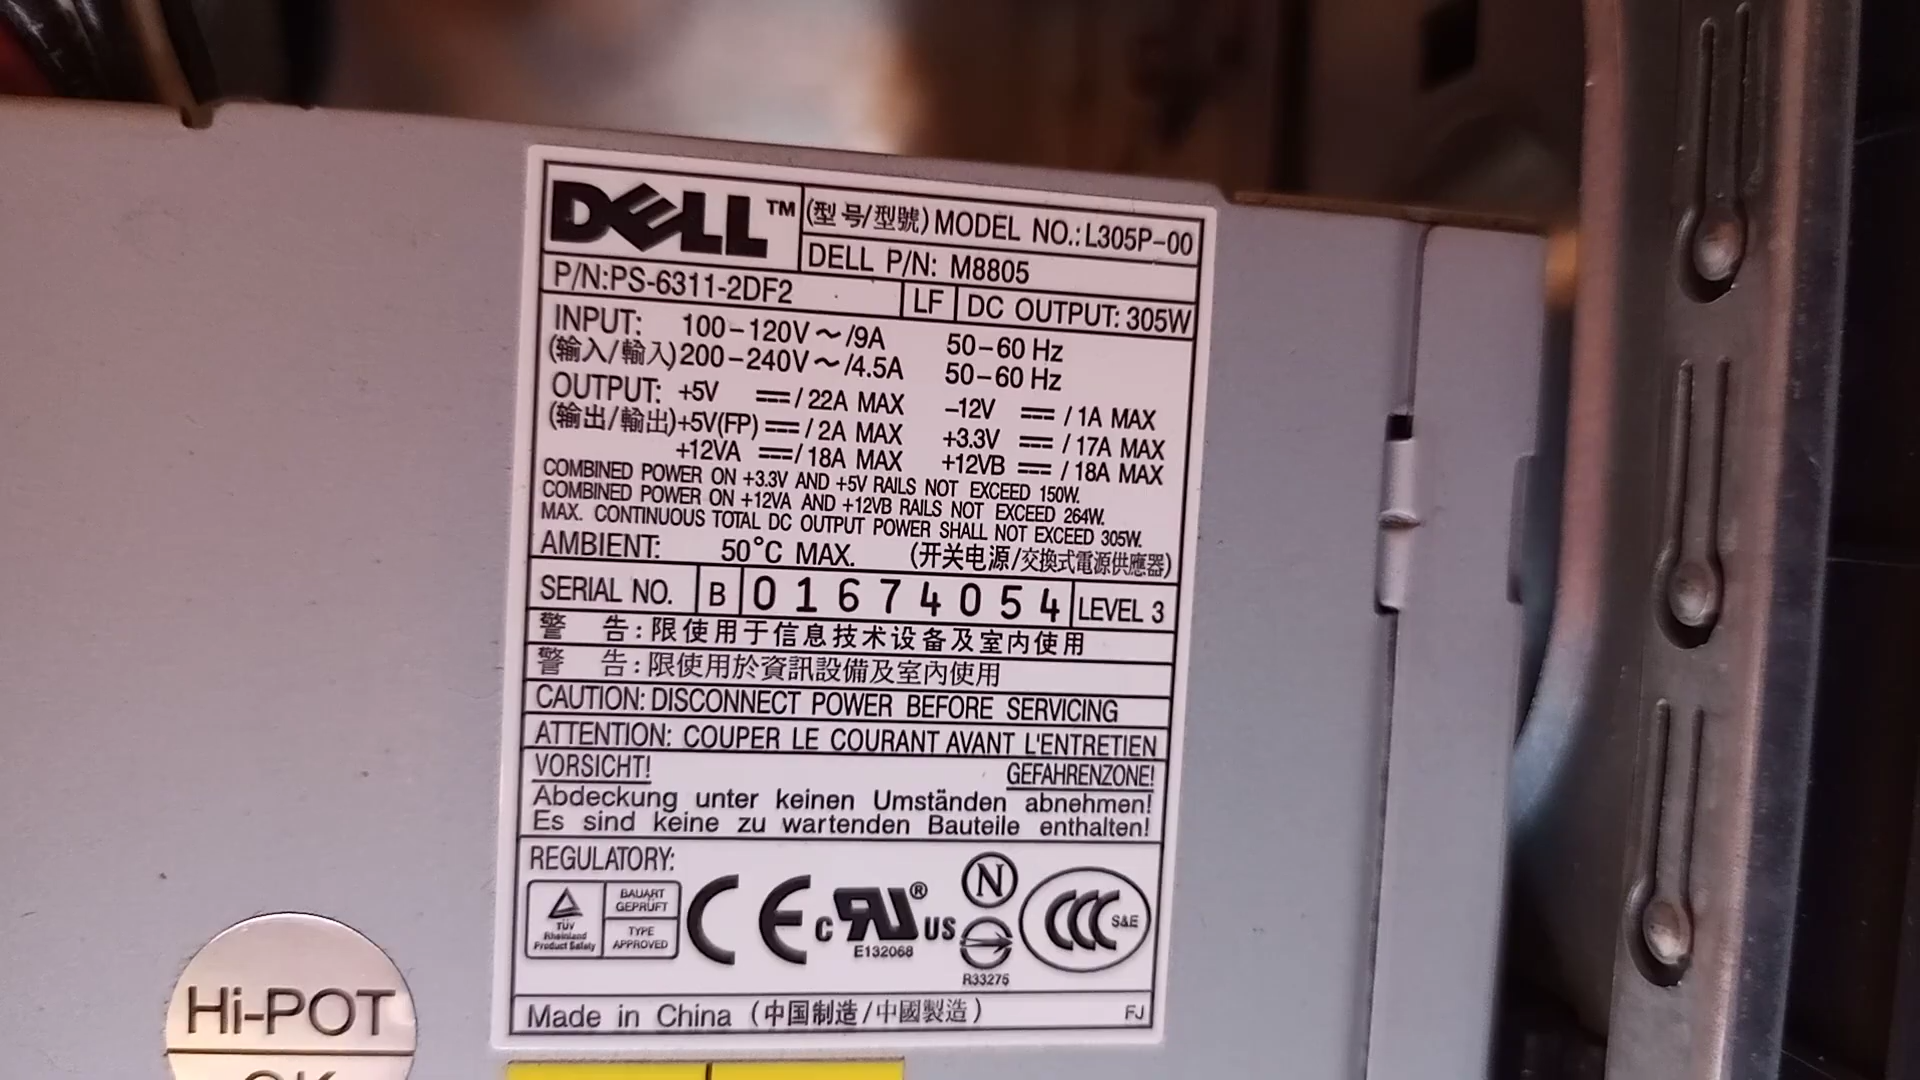 DELL™ (型号/型號) MODEL NO.: L305P-00
DELL P/N: M8805
P/N:PS-6311-2DF2 LF DC OUTPUT: 305W
INPUT: 100-120V～/9A 50-60 Hz
(输入/輸入) 200-240V～/4.5A 50-60 Hz
OUTPUT: +5V ⎓ / 22A MAX -12V ⎓ / 1A MAX
(输出/輸出) +5V(FP) ⎓ / 2A MAX +3.3V ⎓ / 17A MAX
+12VA ⎓ / 18A MAX +12VB ⎓ / 18A MAX
COMBINED POWER ON +3.3V AND +5V RAILS NOT EXCEED 150W.
COMBINED POWER ON +12VA AND +12VB RAILS NOT EXCEED 264W.
MAX. CONTINUOUS TOTAL DC OUTPUT POWER SHALL NOT EXCEED 305W.
AMBIENT: 50°C MAX. (开关电源/交換式電源供應器)
SERIAL NO. B 01674054 LEVEL 3
警 告: 限使用于信息技术设备及室内使用
警 告: 限使用於資訊設備及室內使用
CAUTION: DISCONNECT POWER BEFORE SERVICING
ATTENTION: COUPER LE COURANT AVANT L'ENTRETIEN
VORSICHT! GEFAHRENZONE!
Abdeckung unter keinen Umständen abnehmen!
Es sind keine zu wartenden Bauteile enthalten!
REGULATORY:
TÜV Rheinland Product Safety
BAUART GEPRÜFT
TYPE APPROVED
CE
c RU® US
E132068
N
R33275
CCC S&E
Made in China (中国制造/中國製造) FJ
Hi-POT
OK